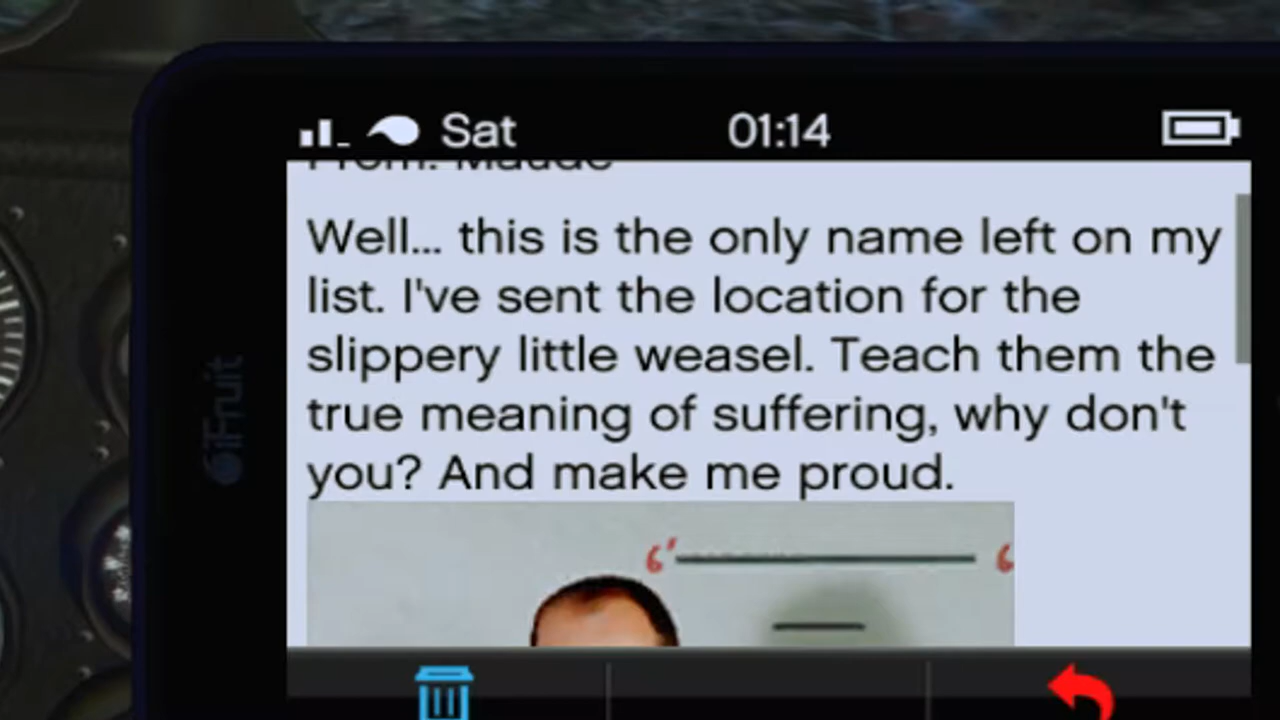 Sat 01:14
From: Maude
Well... this is the only name left on my
list. I've sent the location for the
slippery little weasel. Teach them the
true meaning of suffering, why don't
you? And make me proud.
6' 6
iFruit